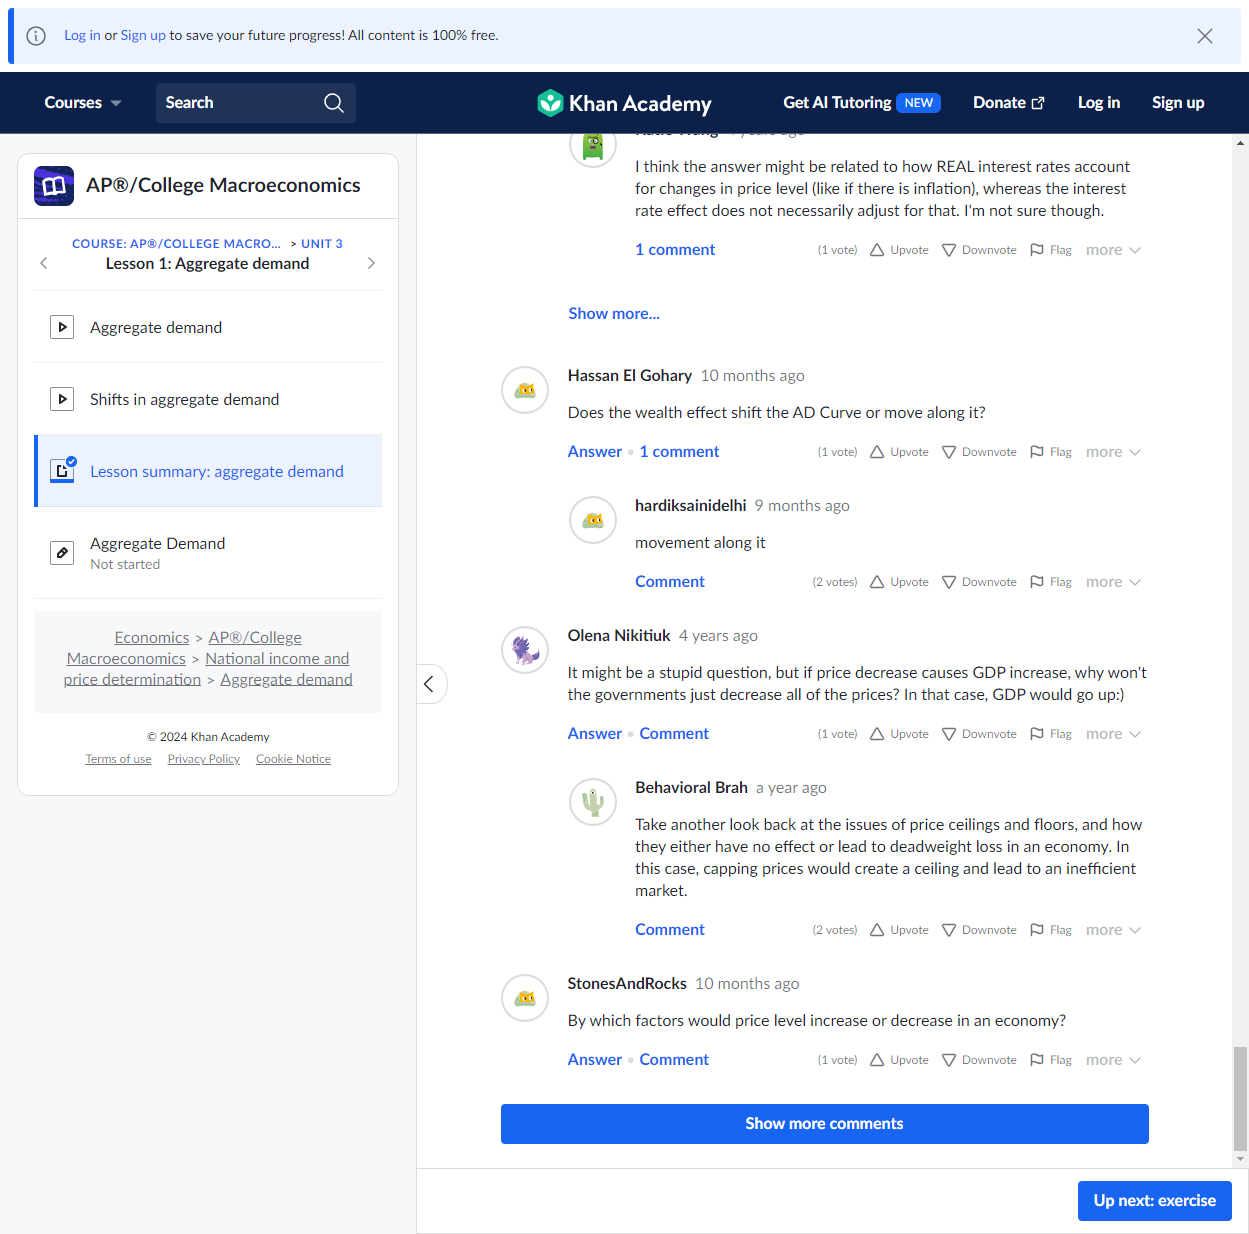 Log in or Sign up to save your future progress! All content is 100% free.
Courses
Search
Khan Academy
Get AI Tutoring NEW
Donate
Log in
Sign up
AP®/College Macroeconomics
COURSE: AP®/COLLEGE MACRO... > UNIT 3
Lesson 1: Aggregate demand
Aggregate demand
Shifts in aggregate demand
Lesson summary: aggregate demand
Aggregate Demand
Not started
Economics > AP®/College
Macroeconomics > National income and
price determination > Aggregate demand
© 2024 Khan Academy
Terms of use Privacy Policy Cookie Notice
I think the answer might be related to how REAL interest rates account
for changes in price level (like if there is inflation), whereas the interest
rate effect does not necessarily adjust for that. I'm not sure though.
1 comment (1 vote) Upvote Downvote Flag more
Show more...
Hassan El Gohary 10 months ago
Does the wealth effect shift the AD Curve or move along it?
Answer • 1 comment (1 vote) Upvote Downvote Flag more
hardiksainidelhi 9 months ago
movement along it
Comment (2 votes) Upvote Downvote Flag more
Olena Nikitiuk 4 years ago
It might be a stupid question, but if price decrease causes GDP increase, why won't
the governments just decrease all of the prices? In that case, GDP would go up:)
Answer • Comment (1 vote) Upvote Downvote Flag more
Behavioral Brah a year ago
Take another look back at the issues of price ceilings and floors, and how
they either have no effect or lead to deadweight loss in an economy. In
this case, capping prices would create a ceiling and lead to an inefficient
market.
Comment (2 votes) Upvote Downvote Flag more
StonesAndRocks 10 months ago
By which factors would price level increase or decrease in an economy?
Answer • Comment (1 vote) Upvote Downvote Flag more
Show more comments
Up next: exercise